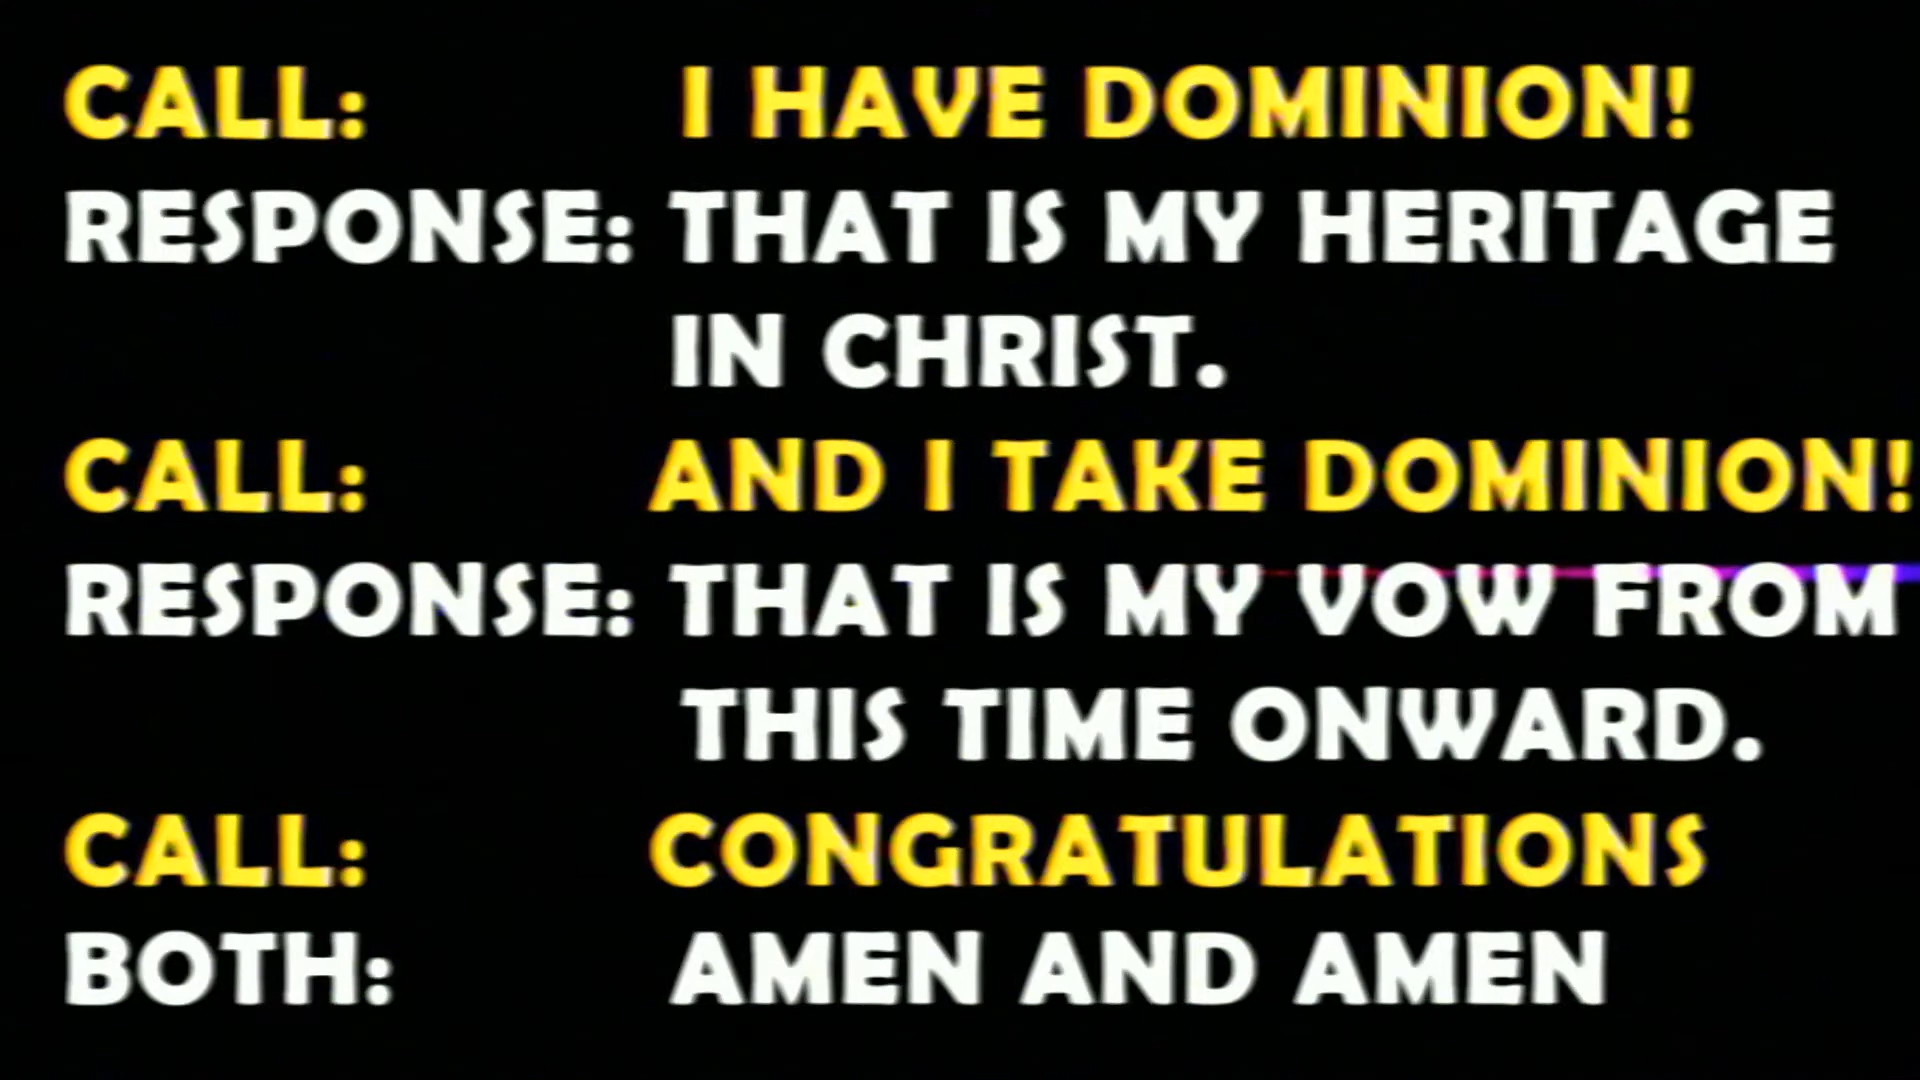 CALL: I HAVE DOMINION!
RESPONSE: THAT IS MY HERITAGE
IN CHRIST.
CALL: AND I TAKE DOMINION!
RESPONSE: THAT IS MY VOW FROM
THIS TIME ONWARD.
CALL: CONGRATULATIONS
BOTH: AMEN AND AMEN